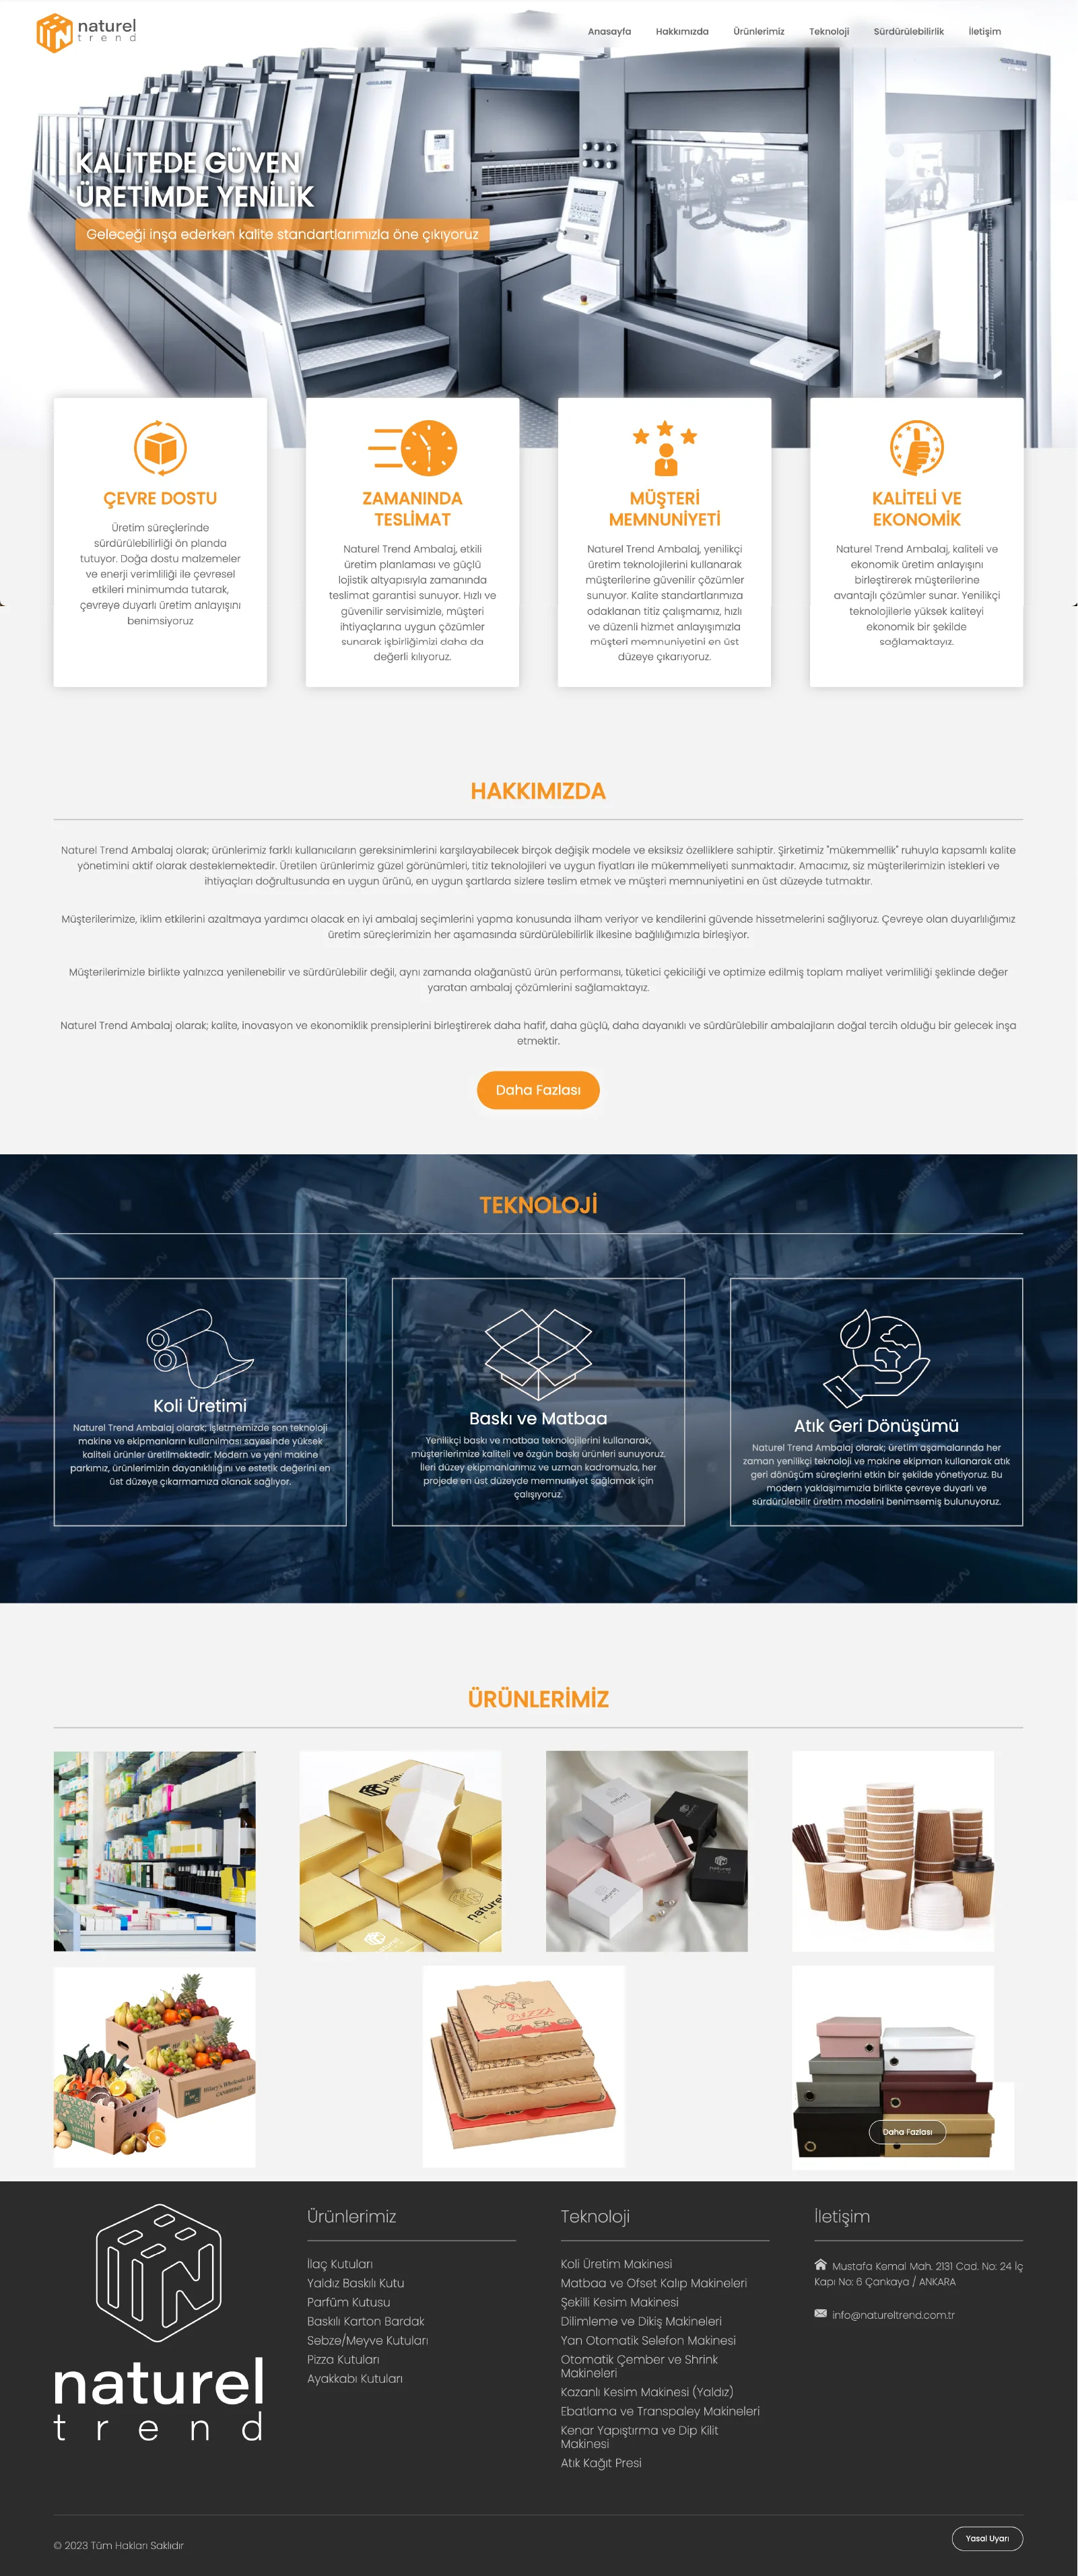 naturel
trend
Anasayfa Hakkımızda Ürünlerimiz Teknoloji Sürdürülebilirlik İletişim
KALİTEDE GÜVEN
ÜRETİMDE YENİLİK
Geleceği inşa ederken kalite standartlarımızla öne çıkıyoruz
ÇEVRE DOSTU
Üretim süreçlerinde
sürdürülebilirliği ön planda
tutuyor. Doğa dostu malzemeler
ve enerji verimliliği ile çevresel
etkileri minimumda tutarak,
çevreye duyarlı üretim anlayışını
benimsiyoruz
ZAMANINDA
TESLİMAT
Naturel Trend Ambalaj, etkili
üretim planlaması ve güçlü
lojistik altyapısıyla zamanında
teslimat garantisi sunuyor. Hızlı ve
güvenilir servisimizle, müşteri
ihtiyaçlarına uygun çözümler
sunarak işbirliğimizi daha da
değerli kılıyoruz.
MÜŞTERİ
MEMNUNİYETİ
Naturel Trend Ambalaj, yenilikçi
üretim teknolojilerini kullanarak
müşterilerine güvenilir çözümler
sunuyor. Kalite standartlarımıza
odaklanan titiz çalışmamız, hızlı
ve düzenli hizmet anlayışımızla
müşteri memnuniyetini en üst
düzeye çıkarıyoruz.
KALİTELİ VE
EKONOMİK
Naturel Trend Ambalaj, kaliteli ve
ekonomik üretim anlayışını
birleştirerek müşterilerine
avantajlı çözümler sunar. Yenilikçi
teknolojilerle yüksek kaliteyi
ekonomik bir şekilde
sağlamaktayız.
HAKKIMIZDA
Naturel Trend Ambalaj olarak; ürünlerimiz farklı kullanıcıların gereksinimlerini karşılayabilecek birçok değişik modele ve eksiksiz özelliklere sahiptir. Şirketimiz "mükemmellik" ruhuyla kapsamlı kalite
yönetimini aktif olarak desteklemektedir. Üretilen ürünlerimiz güzel görünümleri, titiz teknolojileri ve uygun fiyatları ile mükemmeliyeti sunmaktadır. Amacımız, siz müşterilerimizin istekleri ve
ihtiyaçları doğrultusunda en uygun ürünü, en uygun şartlarda sizlere teslim etmek ve müşteri memnuniyetini en üst düzeyde tutmaktır.
Müşterilerimize, iklim etkilerini azaltmaya yardımcı olacak en iyi ambalaj seçimlerini yapma konusunda ilham veriyor ve kendilerini güvende hissetmelerini sağlıyoruz. Çevreye olan duyarlılığımız
üretim süreçlerimizin her aşamasında sürdürülebilirlik ilkesine bağlılığımızla birleşiyor.
Müşterilerimizle birlikte yalnızca yenilenebilir ve sürdürülebilir değil, aynı zamanda olağanüstü ürün performansı, tüketici çekiciliği ve optimize edilmiş toplam maliyet verimliliği şeklinde değer
yaratan ambalaj çözümlerini sağlamaktayız.
Naturel Trend Ambalaj olarak; kalite, inovasyon ve ekonomiklik prensiplerini birleştirerek daha hafif, daha güçlü, daha dayanıklı ve sürdürülebilir ambalajların doğal tercih olduğu bir gelecek inşa
etmektir.
Daha Fazlası
TEKNOLOJİ
Koli Üretimi
Naturel Trend Ambalaj olarak; işletmemizde son teknoloji
makine ve ekipmanların kullanılması sayesinde yüksek
kaliteli ürünler üretilmektedir. Modern ve yeni makine
parkımız, ürünlerimizin dayanıklılığını ve estetik değerini en
üst düzeye çıkarmamıza olanak sağlıyor.
Baskı ve Matbaa
Yenilikçi baskı ve matbaa teknolojilerini kullanarak,
müşterilerimize kaliteli ve özgün baskı ürünleri sunuyoruz.
İleri düzey ekipmanlarımız ve uzman kadromuzla, her
projede en üst düzeyde memnuniyet sağlamak için
çalışıyoruz.
Atık Geri Dönüşümü
Naturel Trend Ambalaj olarak; üretim aşamalarında her
zaman yenilikçi teknoloji ve makine ekipman kullanarak atık
geri dönüşüm süreçlerini etkin bir şekilde yönetiyoruz. Bu
modern yaklaşımımızla birlikte çevreye duyarlı ve
sürdürülebilir üretim modelini benimsemiş bulunuyoruz.
ÜRÜNLERİMİZ
naturel
PIZZA
Daha Fazlası
naturel
trend
Ürünlerimiz
İlaç Kutuları
Yaldız Baskılı Kutu
Parfüm Kutusu
Baskılı Karton Bardak
Sebze/Meyve Kutuları
Pizza Kutuları
Ayakkabı Kutuları
Teknoloji
Koli Üretim Makinesi
Matbaa ve Ofset Kalıp Makineleri
Şekilli Kesim Makinesi
Dilimleme ve Dikiş Makineleri
Yarı Otomatik Selefon Makinesi
Otomatik Çember ve Shrink
Makineleri
Kazanlı Kesim Makinesi (Yaldız)
Ebatlama ve Transpaley Makineleri
Kenar Yapıştırma ve Dip Kilit
Makinesi
Atık Kağıt Presi
İletişim
Mustafa Kemal Mah. 2131 Cad. No: 24 İç
Kapı No: 6 Çankaya / ANKARA
info@natureltrend.com.tr
© 2023 Tüm Hakları Saklıdır
Yasal Uyarı